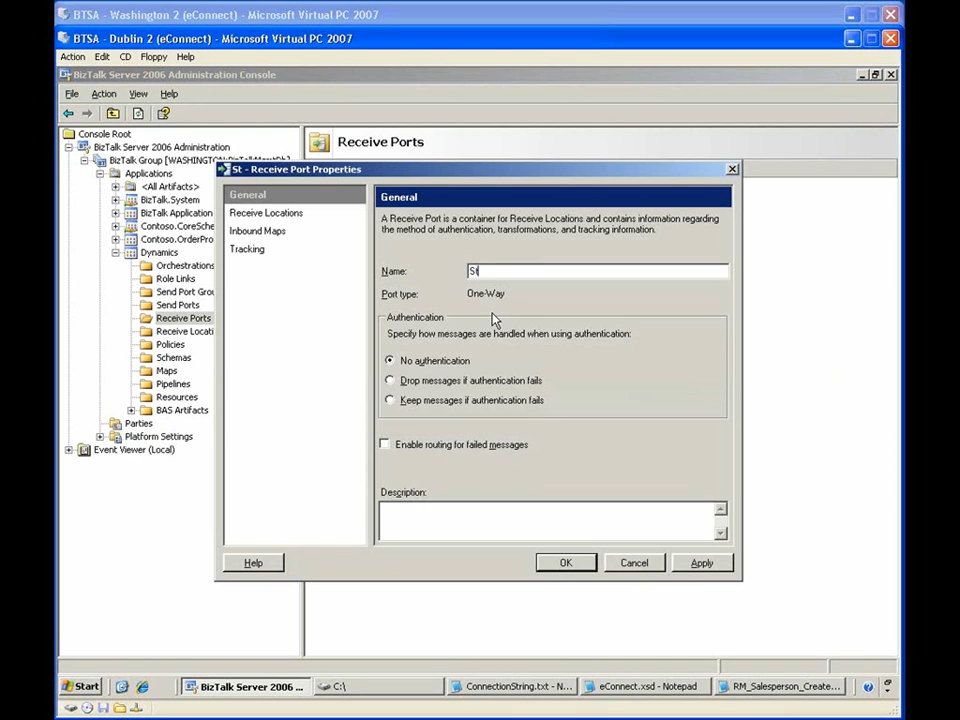 BTSA - Washington 2 (eConnect) - Microsoft Virtual PC 2007
BTSA - Dublin 2 (eConnect) - Microsoft Virtual PC 2007
Action Edit CD Floppy Help
BizTalk Server 2006 Administration Console
File Action View Help
Console Root
BizTalk Server 2006 Administration
BizTalk Group [WASHINGTON:BizTalkMgmtDb]
Applications
<All Artifacts>
BizTalk.System
BizTalk Application
Contoso.CoreSche
Contoso.OrderPro
Dynamics
Orchestrations
Role Links
Send Port Grou
Send Ports
Receive Ports
Receive Locati
Policies
Schemas
Maps
Pipelines
Resources
BAS Artifacts
Parties
Platform Settings
Event Viewer (Local)
Receive Ports
St - Receive Port Properties
General
Receive Locations
Inbound Maps
Tracking
General
A Receive Port is a container for Receive Locations and contains information regarding
the method of authentication, transformations, and tracking information.
Name: St
Port type: One-Way
Authentication
Specify how messages are handled when using authentication:
No authentication
Drop messages if authentication fails
Keep messages if authentication fails
Enable routing for failed messages
Description:
Help OK Cancel Apply
Start BizTalk Server 2006 ... C:\ ConnectionString.txt - N... eConnect.xsd - Notepad RM_Salesperson_Create...